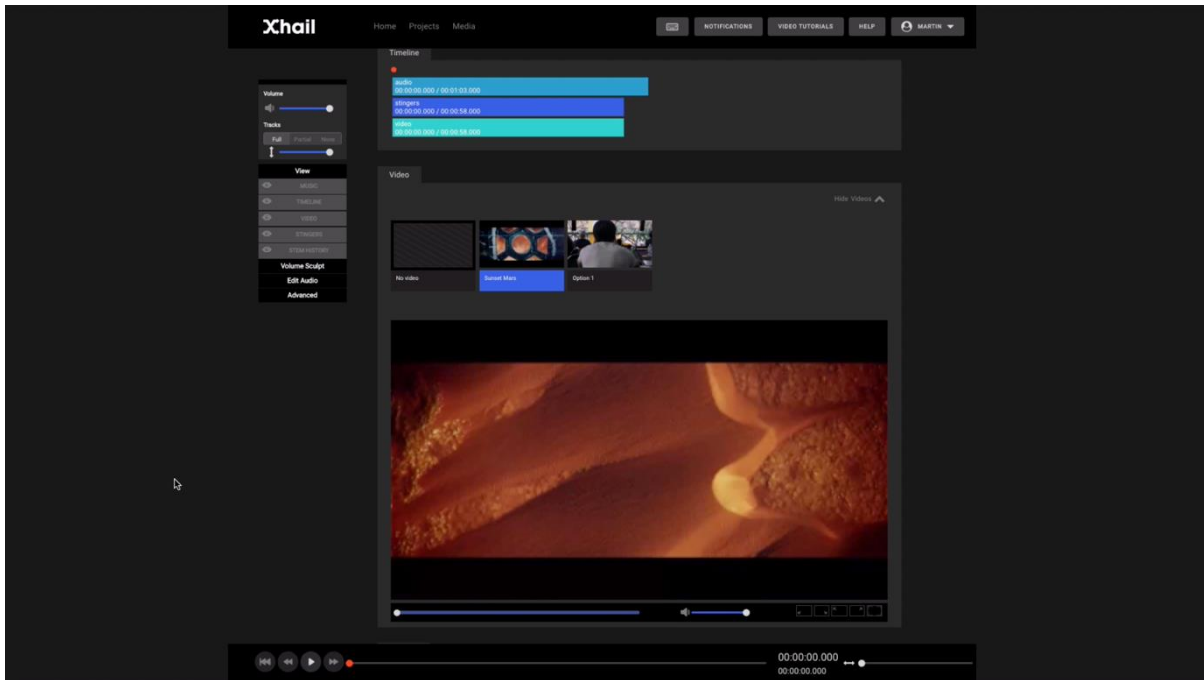 Xhail
Home Projects Media
NOTIFICATIONS
VIDEO TUTORIALS
HELP
MARTIN
Timeline
audio
00:00:00.000 / 00:01:03.000
stingers
00:00:00.000 / 00:00:58.000
video
00:00:00.000 / 00:00:58.000
Volume
Tracks
Full Partial None
View
MUSIC
TIMELINE
VIDEO
STINGERS
STEM HISTORY
Volume Sculpt
Edit Audio
Advanced
Video
Hide Videos
No video
Sunset Mars
Option 1
00:00:00.000
00:00:00.000